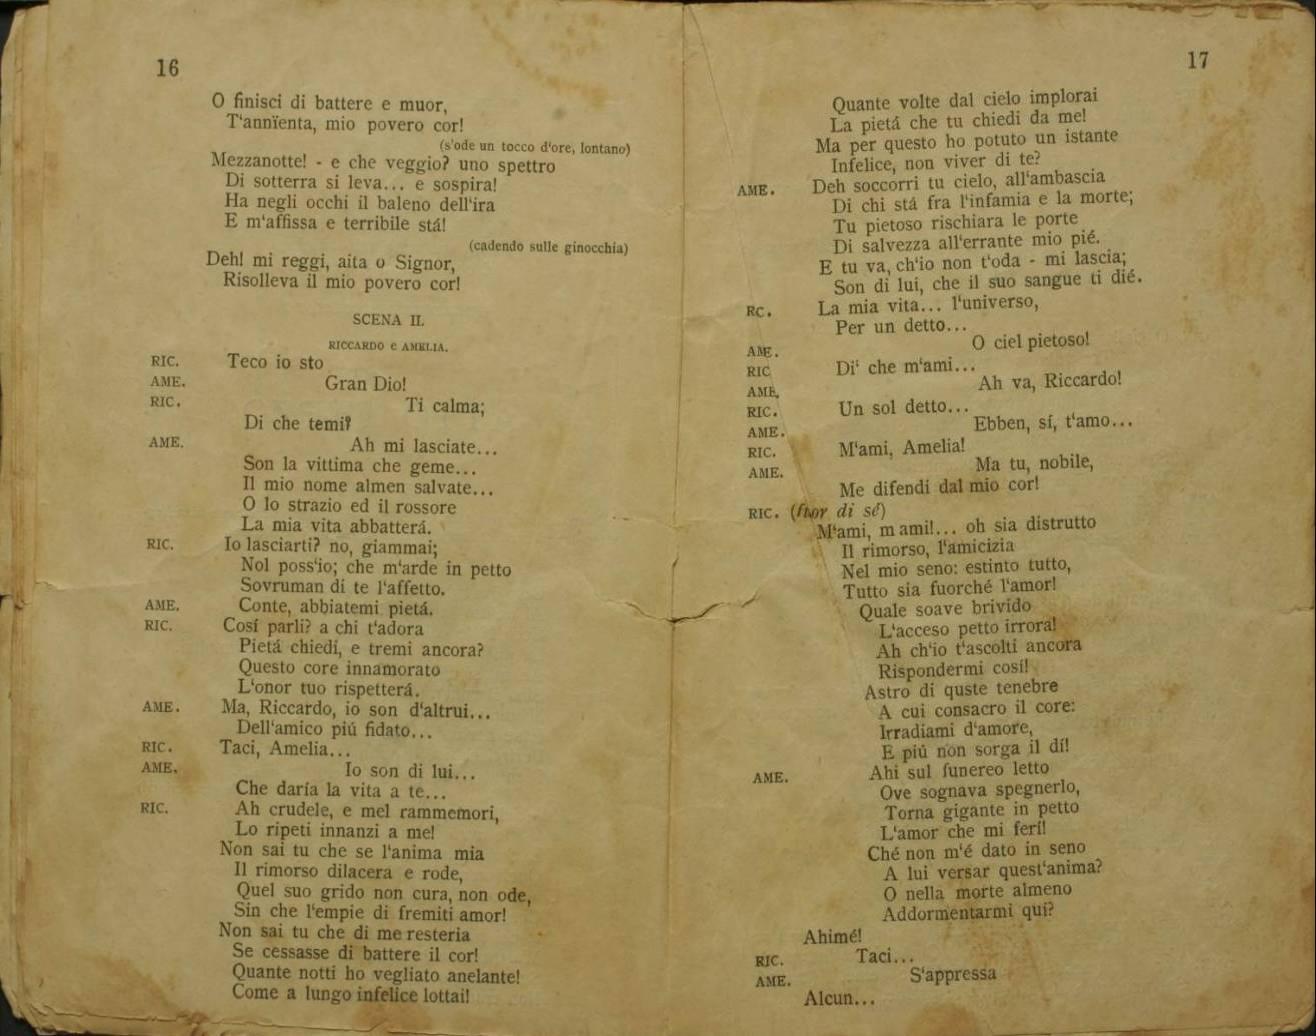 16
O finisci di battere e muor,
T'annïenta, mio povero cor!
(s'ode un tocco d'ore, lontano)
Mezzanotte! - e che veggio? uno spettro
Di sotterra si leva... e sospira!
Ha negli occhi il baleno dell'ira
E m'affissa e terribile stá!
(cadendo sulle ginocchia)
Deh! mi reggi, aita o Signor,
Risolleva il mio povero cor!
SCENA II.
RICCARDO e AMELIA.
RIC. Teco io sto
AME. Gran Dio!
RIC. Ti calma;
Di che temi?
AME. Ah mi lasciate...
Son la vittima che geme...
Il mio nome almen salvate...
O lo strazio ed il rossore
La mia vita abbatterá.
RIC. Io lasciarti? no, giammai;
Nol poss'io; che m'arde in petto
Sovruman di te l'affetto.
AME. Conte, abbiatemi pietá.
RIC. Cosí parli? a chi t'adora
Pietá chiedi, e tremi ancora?
Questo core innamorato
L'onor tuo rispetterá.
AME. Ma, Riccardo, io son d'altrui...
Dell'amico piú fidato...
RIC. Taci, Amelia...
AME. Io son di lui...
Che daría la vita a te...
RIC. Ah crudele, e mel rammemori,
Lo ripeti innanzi a me!
Non sai tu che se l'anima mia
Il rimorso dilacera e rode,
Quel suo grido non cura, non ode,
Sin che l'empie di fremiti amor!
Non sai tu che di me resteria
Se cessasse di battere il cor!
Quante notti ho vegliato anelante!
Come a lungo infelice lottai!
17
Quante volte dal cielo implorai
La pietá che tu chiedi da me!
Ma per questo ho potuto un istante
Infelice, non viver di te?
AME. Deh soccorri tu cielo, all'ambascia
Di chi stá fra l'infamia e la morte;
Tu pietoso rischiara le porte
Di salvezza all'errante mio pié.
E tu va, ch'io non t'oda - mi lascia;
Son di lui, che il suo sangue ti dié.
RC. La mia vita... l'universo,
Per un detto...
AME. O ciel pietoso!
RIC Di' che m'ami...
AME. Ah va, Riccardo!
RIC. Un sol detto...
AME. Ebben, sí, t'amo...
RIC. M'ami, Amelia!
AME. Ma tu, nobile,
Me difendi dal mio cor!
RIC. (fuor di sé)
M'ami, m ami!... oh sia distrutto
Il rimorso, l'amicizia
Nel mio seno: estinto tutto,
Tutto sia fuorché l'amor!
Quale soave brivido
L'acceso petto irrora!
Ah ch'io t'ascolti ancora
Rispondermi cosí!
Astro di quste tenebre
A cui consacro il core:
Irradiami d'amore,
E piú non sorga il dí!
AME. Ahi sul funereo letto
Ove sognava spegnerlo,
Torna gigante in petto
L'amor che mi ferí!
Ché non m'é dato in seno
A lui versar quest'anima?
O nella morte almeno
Addormentarmi qui?
Ahimé!
RIC. Taci...
AME. S'appressa
Alcun...